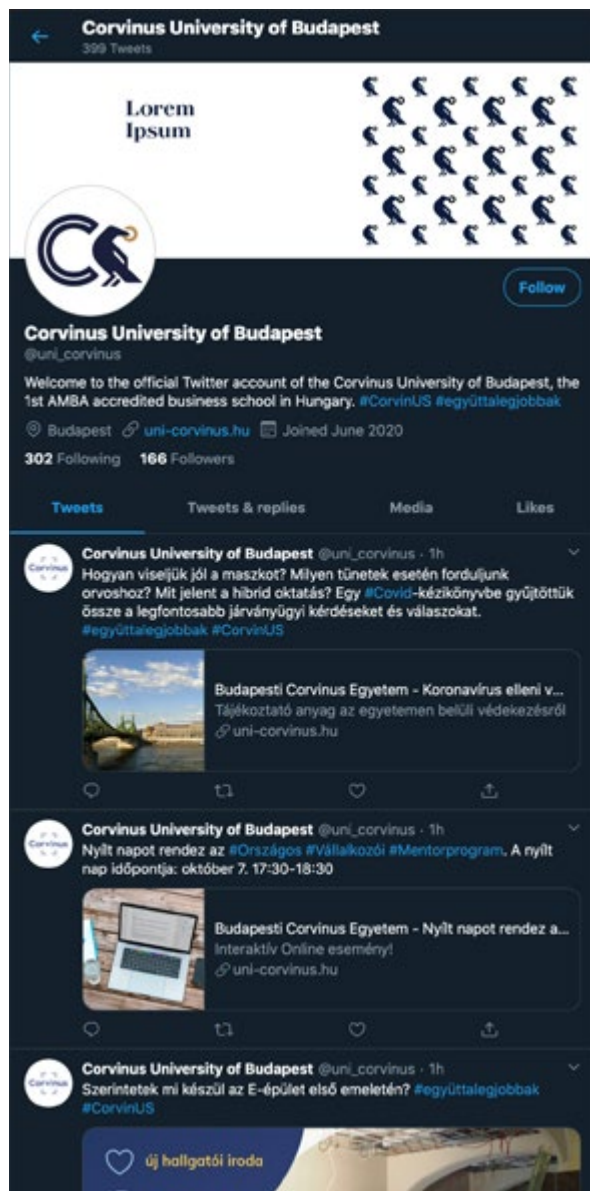 Corvinus University of Budapest
399 Tweets
Lorem
Ipsum
Follow
Corvinus University of Budapest
@uni_corvinus
Welcome to the official Twitter account of the Corvinus University of Budapest, the
1st AMBA accredited business school in Hungary. #CorvinUS #együttalegjobbak
Budapest uni-corvinus.hu Joined June 2020
302 Following 166 Followers
Tweets Tweets & replies Media Likes
Corvinus
Corvinus University of Budapest @uni_corvinus · 1h
Hogyan viseljük jól a maszkot? Milyen tünetek esetén forduljunk
orvoshoz? Mit jelent a hibrid oktatás? Egy #Covid-kézikönyvbe gyűjtöttük
össze a legfontosabb járványügyi kérdéseket és válaszokat.
#együttalegjobbak #CorvinUS
Budapesti Corvinus Egyetem - Koronavírus elleni v...
Tájékoztató anyag az egyetemen belüli védekezésről
uni-corvinus.hu
Corvinus
Corvinus University of Budapest @uni_corvinus · 1h
Nyílt napot rendez az #Országos #Vállalkozói #Mentorprogram. A nyílt
nap időpontja: október 7. 17:30-18:30
Budapesti Corvinus Egyetem - Nyílt napot rendez a...
Interaktív Online esemény!
uni-corvinus.hu
Corvinus
Corvinus University of Budapest @uni_corvinus · 1h
Szerintetek mi készül az E-épület első emeletén? #együttalegjobbak
#CorvinUS
új hallgatói iroda